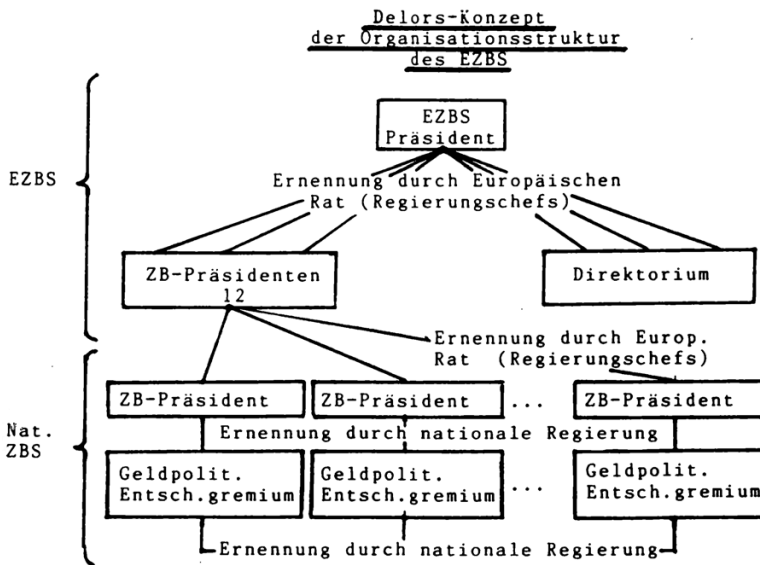 Delors-Konzept
der Organisationsstruktur
des EZBS
EZBS
Präsident
EZBS
Ernennung durch Europäischen
Rat (Regierungschefs)
ZB-Präsidenten
12
Direktorium
Ernennung durch Europ.
Rat (Regierungschefs)
ZB-Präsident
ZB-Präsident
...
ZB-Präsident
Nat.
ZBS
Ernennung durch nationale Regierung
Geldpolit.
Entsch.gremium
Geldpolit.
Entsch.gremium
...
Geldpolit.
Entsch.gremium
Ernennung durch nationale Regierung